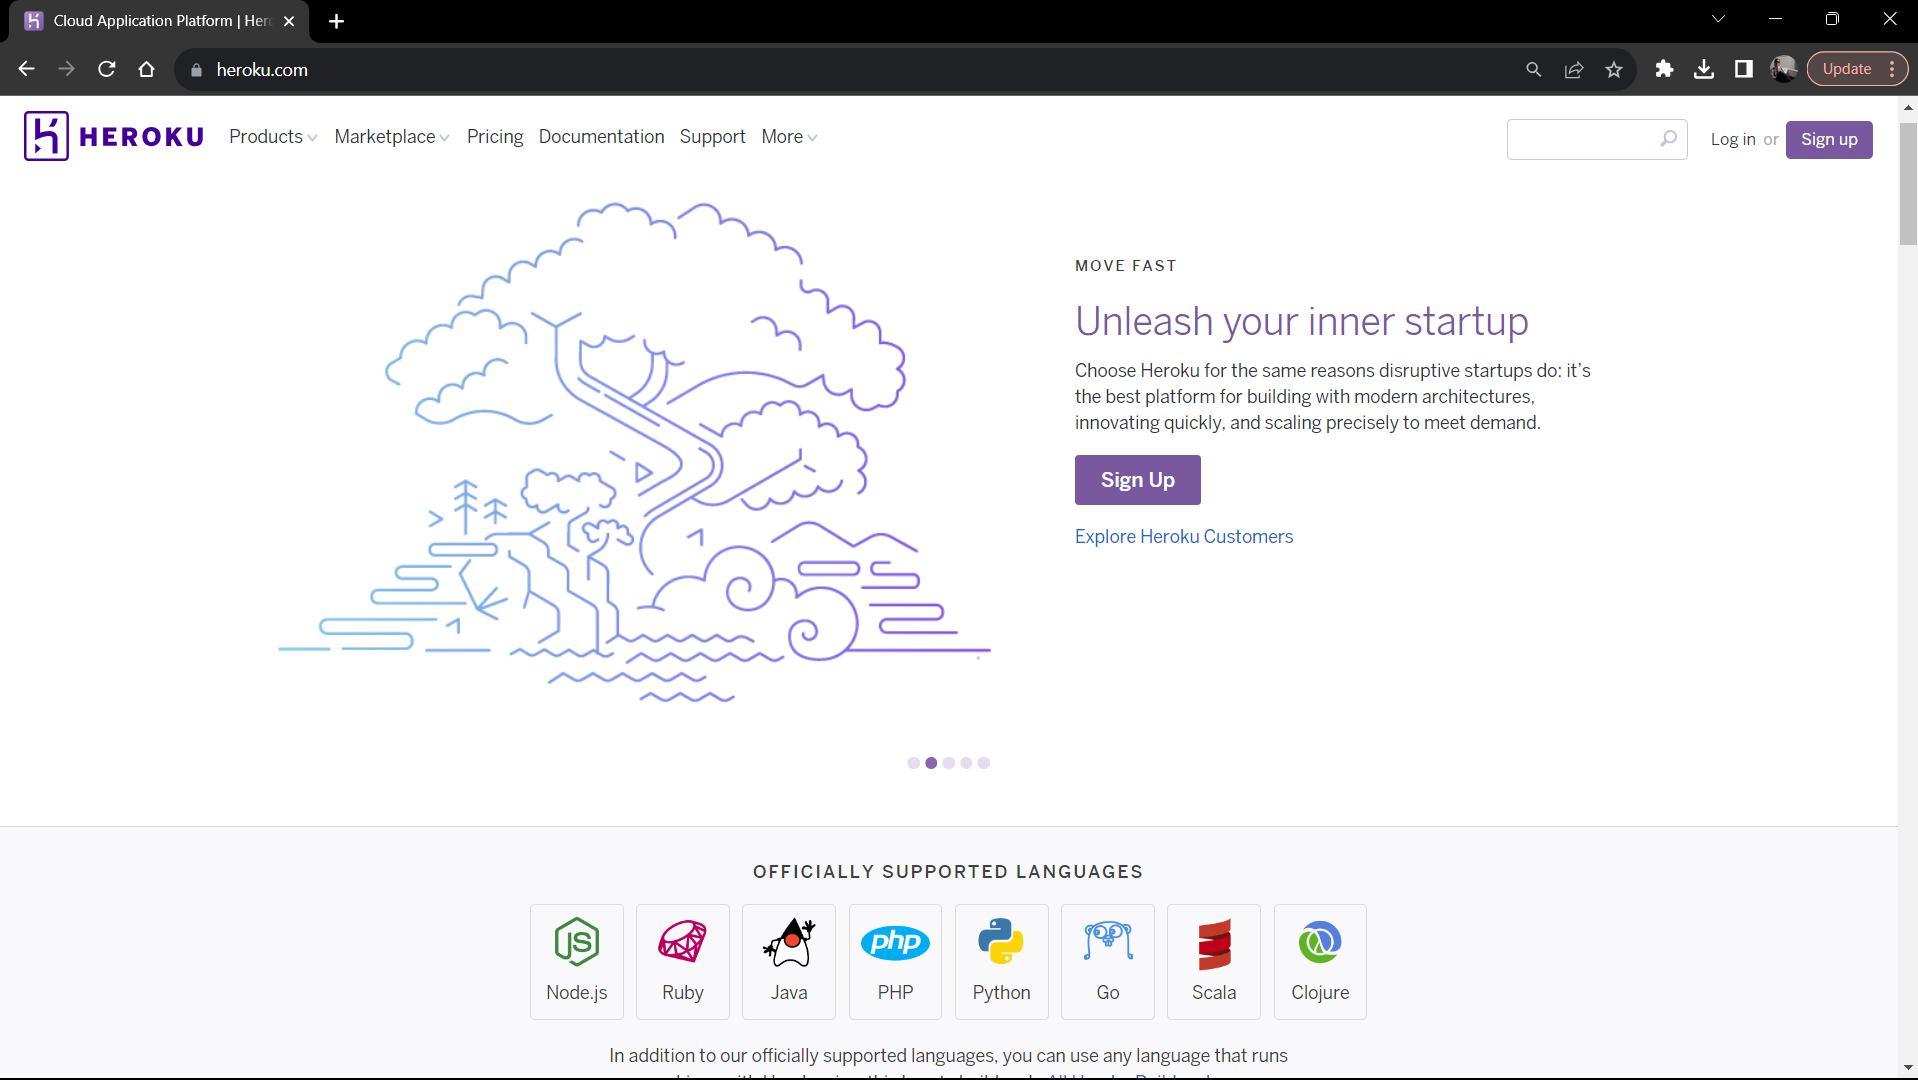 Cloud Application Platform | Her
heroku.com
Update
HEROKU
Products
Marketplace
Pricing
Documentation
Support
More
Log in or
Sign up
MOVE FAST
Unleash your inner startup
Choose Heroku for the same reasons disruptive startups do: it's
the best platform for building with modern architectures,
innovating quickly, and scaling precisely to meet demand.
Sign Up
Explore Heroku Customers
OFFICIALLY SUPPORTED LANGUAGES
JS
php
Node.js
Ruby
Java
PHP
Python
Go
Scala
Clojure
In addition to our officially supported languages, you can use any language that runs